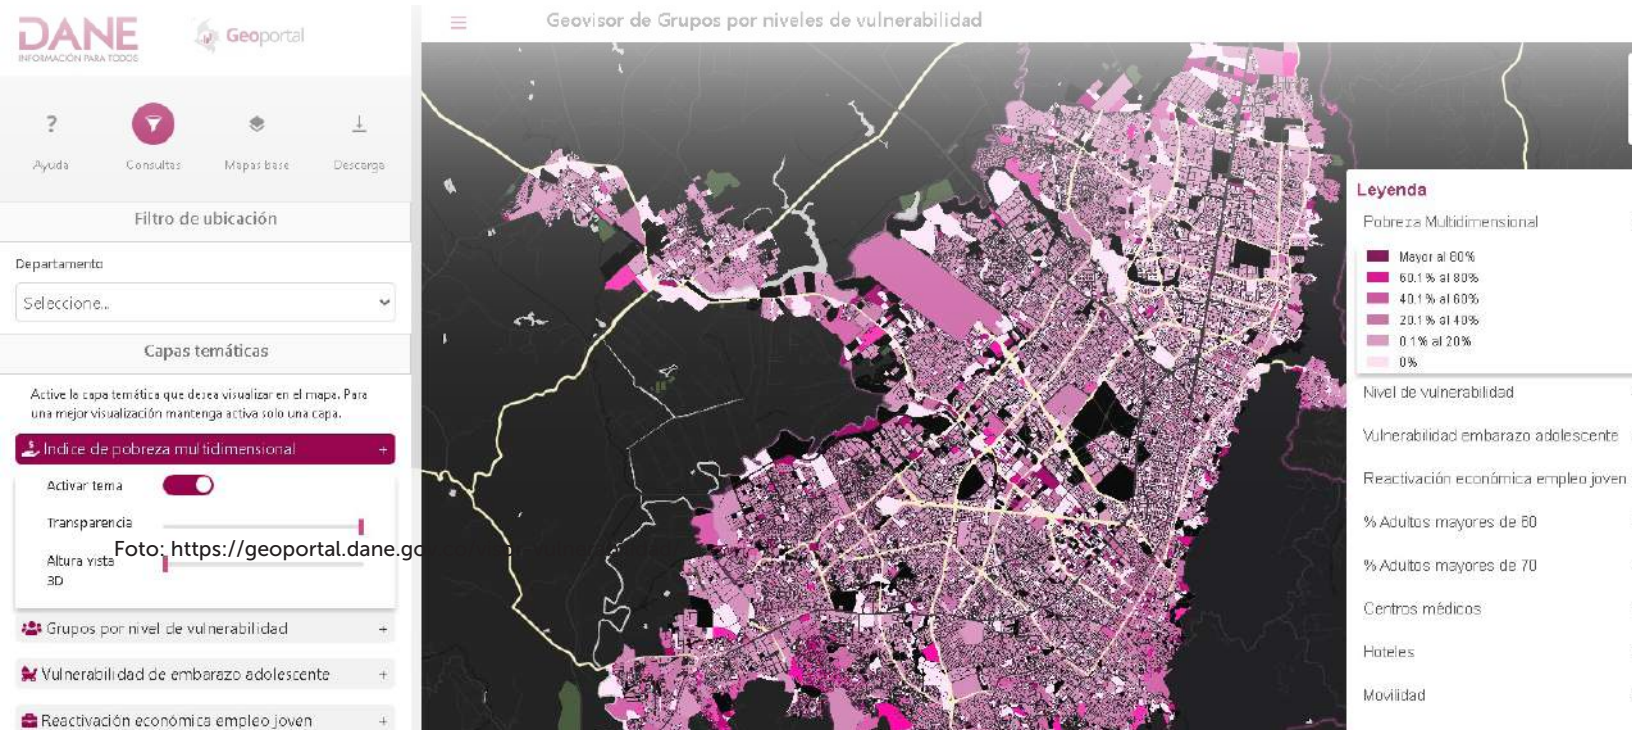 DANE
INFORMACIÓN PARA TODOS
Geoportal
Geovisor de Grupos por niveles de vulnerabilidad
?
Ayuda
Consultas
Mapas base
Descarga
Filtro de ubicación
Departamento
Seleccione...
Capas temáticas
Active la capa temática que desea visualizar en el mapa. Para
una mejor visualización mantenga activa solo una capa.
Indice de pobreza multidimensional +
Activar tema
Transparencia
Foto: https://geoportal.dane.go
Altura vista
3D
Grupos por nivel de vulnerabilidad +
Vulnerabilidad de embarazo adolescente +
Reactivación económica empleo joven +
Leyenda
Pobreza Multidimensional
Mayor al 80%
60.1% al 80%
40.1% al 60%
20.1% al 40%
0.1% al 20%
0%
Nivel de vulnerabilidad
Vulnerabilidad embarazo adolescente
Reactivación económica empleo joven
% Adultos mayores de 60
% Adultos mayores de 70
Centros médicos
Hoteles
Movilidad